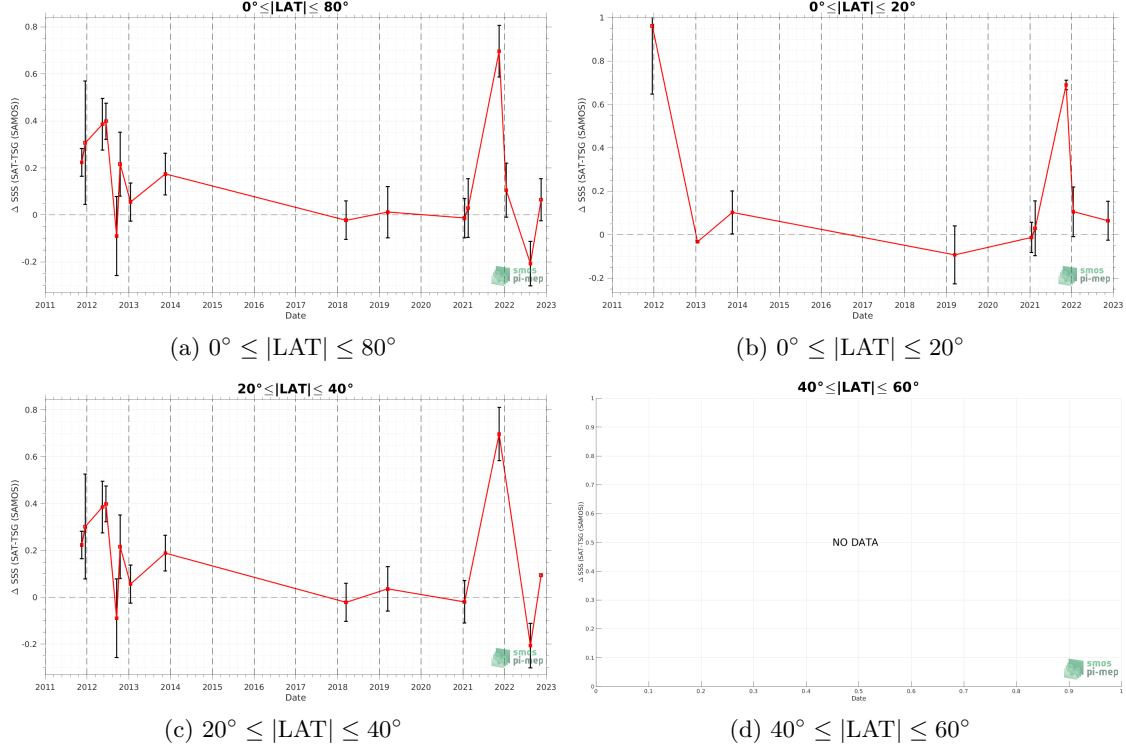 0°≤|LAT|≤ 80°
Δ SSS (SAT-TSG (SAMOS))
0.8
0.6
0.4
0.2
0
-0.2
2011 2012 2013 2014 2015 2016 2017 2018 2019 2020 2021 2022 2023
Date
smos
pi-mep
(a) 0° ≤ |LAT| ≤ 80°
0°≤|LAT|≤ 20°
Δ SSS (SAT-TSG (SAMOS))
1
0.8
0.6
0.4
0.2
0
-0.2
2011 2012 2013 2014 2015 2016 2017 2018 2019 2020 2021 2022 2023
Date
smos
pi-mep
(b) 0° ≤ |LAT| ≤ 20°
20°≤|LAT|≤ 40°
Δ SSS (SAT-TSG (SAMOS))
0.8
0.6
0.4
0.2
0
-0.2
2011 2012 2013 2014 2015 2016 2017 2018 2019 2020 2021 2022 2023
Date
smos
pi-mep
(c) 20° ≤ |LAT| ≤ 40°
40°≤|LAT|≤ 60°
Δ SSS (SAT-TSG (SAMOS))
1
0.9
0.8
0.7
0.6
0.5
0.4
0.3
0.2
0.1
0
NO DATA
0 0.1 0.2 0.3 0.4 0.5 0.6 0.7 0.8 0.9 1
smos
pi-mep
(d) 40° ≤ |LAT| ≤ 60°